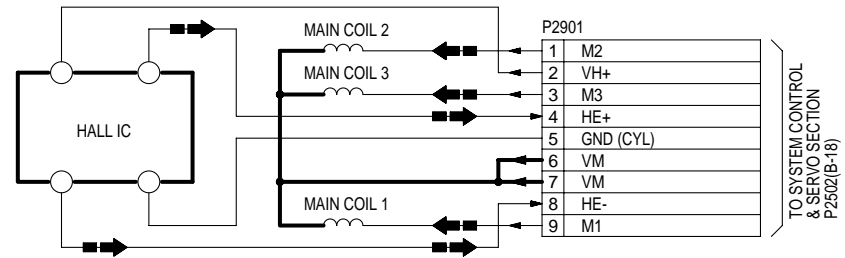 P2901
MAIN COIL 2
1 M2
2 VH+
MAIN COIL 3
3 M3
4 HE+
HALL IC
5 GND (CYL)
6 VM
7 VM
MAIN COIL 1
8 HE-
9 M1
TO SYSTEM CONTROL
& SERVO SECTION
P2502(B-18)